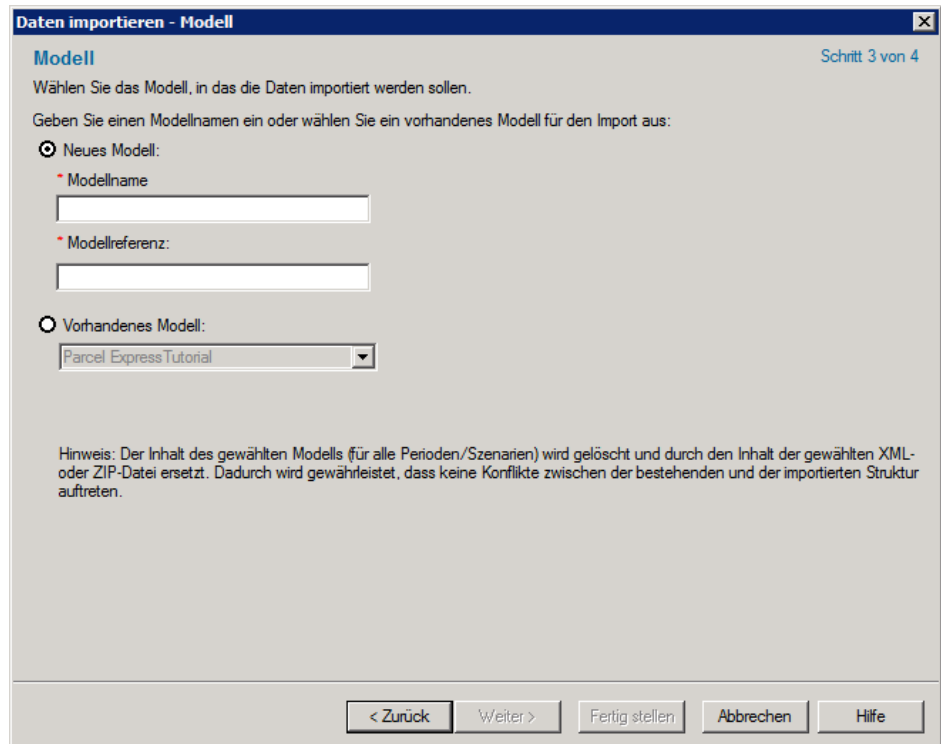 Daten importieren - Modell
Modell
Schritt 3 von 4
Wählen Sie das Modell, in das die Daten importiert werden sollen.
Geben Sie einen Modellnamen ein oder wählen Sie ein vorhandenes Modell für den Import aus:
Neues Modell:
* Modellname
* Modellreferenz:
Vorhandenes Modell:
Parcel Express Tutorial
Hinweis: Der Inhalt des gewählten Modells (für alle Perioden/Szenarien) wird gelöscht und durch den Inhalt der gewählten XML-
oder ZIP-Datei ersetzt. Dadurch wird gewährleistet, dass keine Konflikte zwischen der bestehenden und der importierten Struktur
auftreten.
< Zurück Weiter > Fertig stellen Abbrechen Hilfe